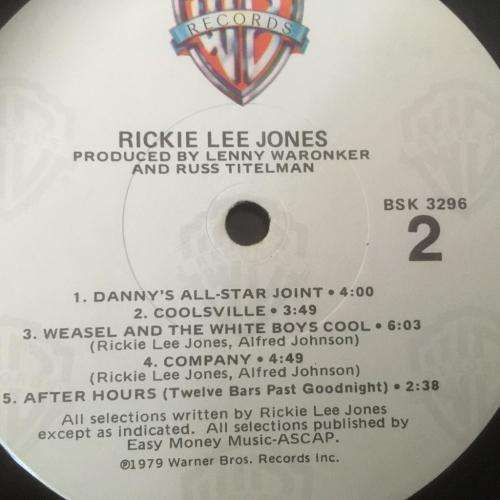 RECORDS
RICKIE LEE JONES
PRODUCED BY LENNY WARONKER
AND RUSS TITELMAN
BSK 3296
2
1. DANNY'S ALL-STAR JOINT • 4:00
2. COOLSVILLE • 3:49
3. WEASEL AND THE WHITE BOYS COOL • 6:03
(Rickie Lee Jones, Alfred Johnson)
4. COMPANY • 4:49
(Rickie Lee Jones, Alfred Johnson)
5. AFTER HOURS (Twelve Bars Past Goodnight) • 2:38
All selections written by Rickie Lee Jones
except as indicated. All selections published by
Easy Money Music-ASCAP.
℗1979 Warner Bros. Records Inc.